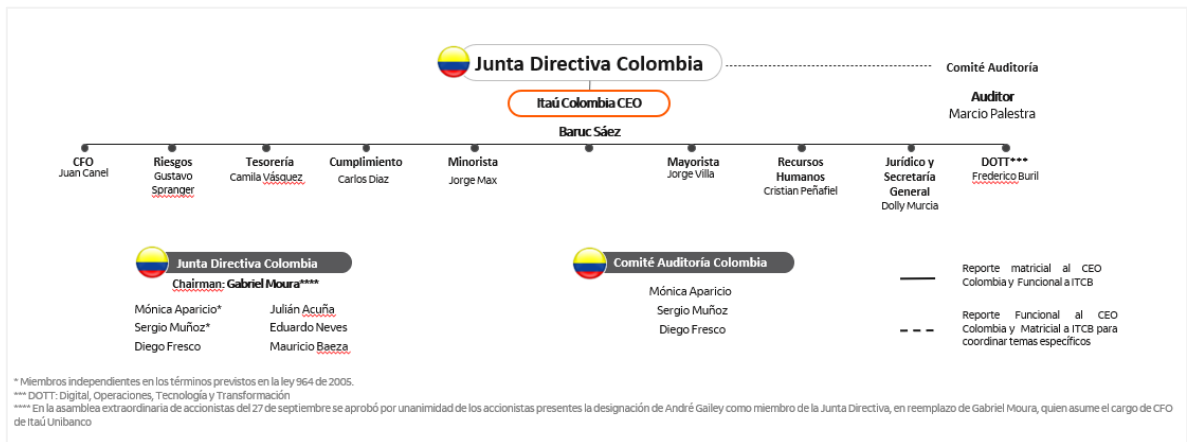 Junta Directiva Colombia
Comité Auditoría
Itaú Colombia CEO
Auditor
Marcio Palestra
Baruc Sáez
CFO
Juan Canel
Riesgos
Gustavo
Spranger
Tesorería
Camila Vásquez
Cumplimiento
Carlos Diaz
Minorista
Jorge Max
Mayorista
Jorge Villa
Recursos
Humanos
Cristian Peñafiel
Jurídico y
Secretaría
General
Dolly Murcia
DOTT***
Frederico Buril
Junta Directiva Colombia
Chairman: Gabriel Moura****
Mónica Aparicio*
Sergio Muñoz*
Diego Fresco
Julián Acuña
Eduardo Neves
Mauricio Baeza
Comité Auditoría Colombia
Mónica Aparicio
Sergio Muñoz
Diego Fresco
Reporte matricial al CEO
Colombia y Funcional a ITCB
Reporte Funcional al CEO
Colombia y Matricial a ITCB para
coordinar temas específicos
* Miembros independientes en los términos previstos en la ley 964 de 2005.
*** DOTT: Digital, Operaciones, Tecnología y Transformación
**** En la asamblea extraordinaria de accionistas del 27 de septiembre se aprobó por unanimidad de los accionistas presentes la designación de André Gailey como miembro de la Junta Directiva, en reemplazo de Gabriel Moura, quien asume el cargo de CFO
de Itaú Unibanco